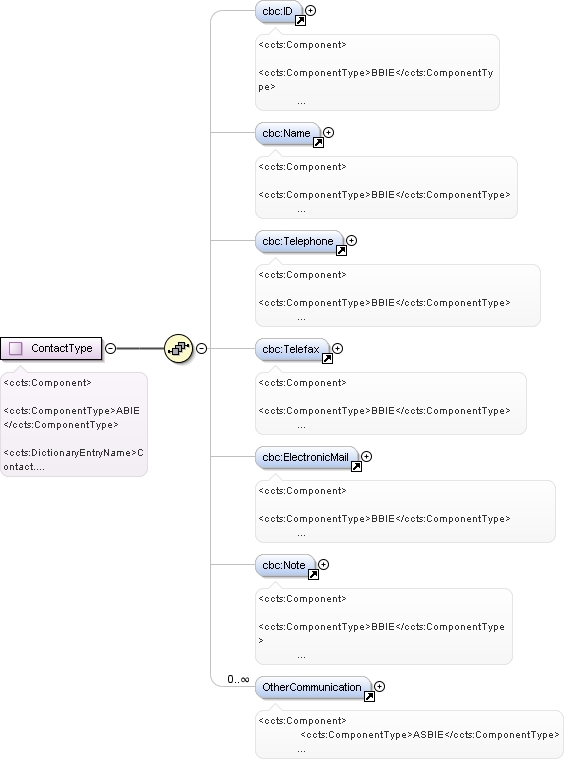 cbc:ID
<ccts:Component>
<ccts:ComponentType>BBIE</ccts:ComponentTy
pe>
...
cbc:Name
<ccts:Component>
<ccts:ComponentType>BBIE</ccts:ComponentType>
...
cbc:Telephone
<ccts:Component>
<ccts:ComponentType>BBIE</ccts:ComponentType>
...
ContactType
<ccts:Component>
<ccts:ComponentType>ABIE
</ccts:ComponentType>
<ccts:DictionaryEntryName>C
ontact....
cbc:Telefax
<ccts:Component>
<ccts:ComponentType>BBIE</ccts:ComponentType>
...
cbc:ElectronicMail
<ccts:Component>
<ccts:ComponentType>BBIE</ccts:ComponentType>
...
cbc:Note
<ccts:Component>
<ccts:ComponentType>BBIE</ccts:ComponentType
>
...
0..∞
OtherCommunication
<ccts:Component>
<ccts:ComponentType>ASBIE</ccts:ComponentType>
...